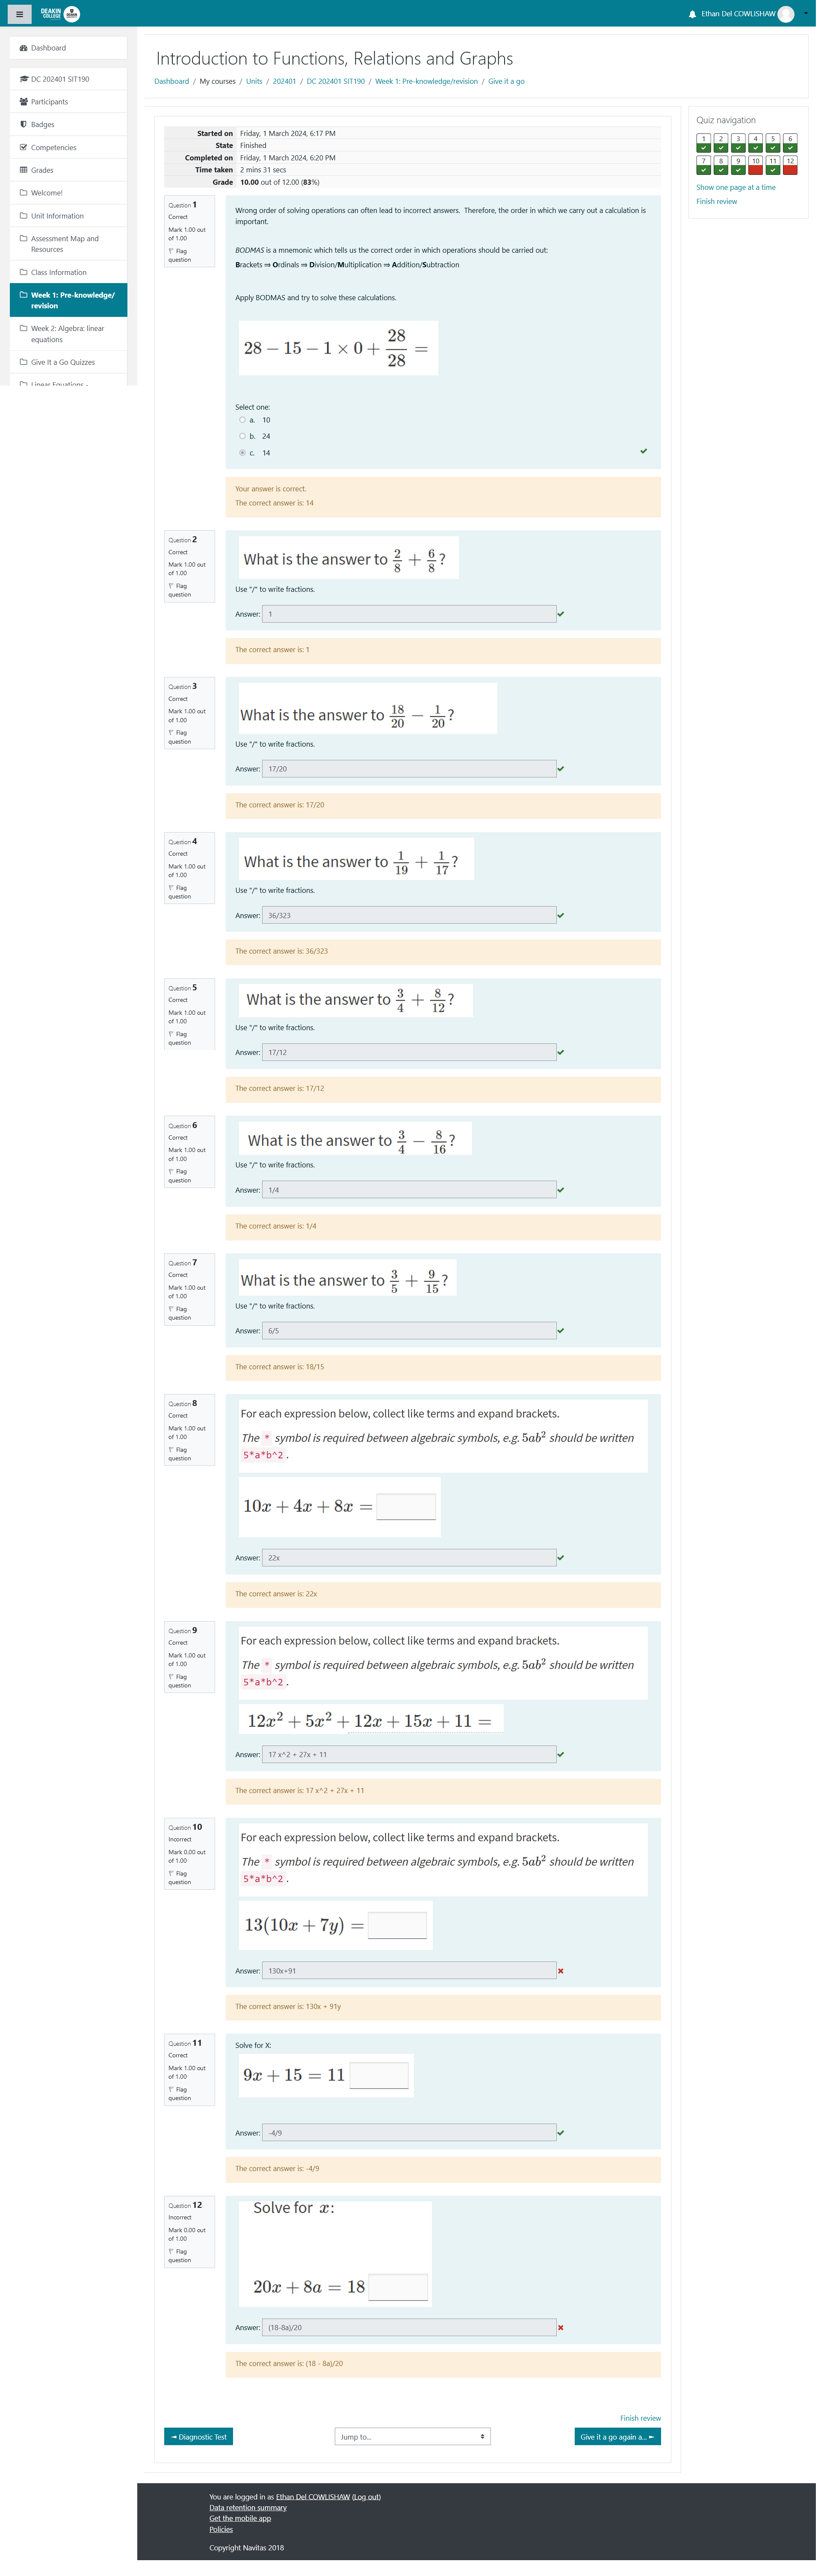 DEAKIN COLLEGE
Ethan Del COWLISHAW
Dashboard
DC 202401 SIT190
Participants
Badges
Competencies
Grades
Welcome!
Unit Information
Assessment Map and
Resources
Class Information
Week 1: Pre-knowledge/
revision
Week 2: Algebra: linear
equations
Give It a Go Quizzes
Linear Equations -
Introduction to Functions, Relations and Graphs
Dashboard / My courses / Units / 202401 / DC 202401 SIT190 / Week 1: Pre-knowledge/revision / Give it a go
Quiz navigation
1 2 3 4 5 6
7 8 9 10 11 12
Show one page at a time
Finish review
Started on Friday, 1 March 2024, 6:17 PM
State Finished
Completed on Friday, 1 March 2024, 6:20 PM
Time taken 2 mins 31 secs
Grade 10.00 out of 12.00 (83%)
Question 1
Correct
Mark 1.00 out
of 1.00
Flag
question
Wrong order of solving operations can often lead to incorrect answers. Therefore, the order in which we carry out a calculation is
important.
BODMAS is a mnemonic which tells us the correct order in which operations should be carried out:
Brackets ⇒ Ordinals ⇒ Division/Multiplication ⇒ Addition/Subtraction
Apply BODMAS and try to solve these calculations.
28 − 15 − 1 × 0 + 28/28 =
Select one:
a. 10
b. 24
c. 14
Your answer is correct.
The correct answer is: 14
Question 2
Correct
Mark 1.00 out
of 1.00
Flag
question
What is the answer to 2/8 + 6/8?
Use "/" to write fractions.
Answer: 1
The correct answer is: 1
Question 3
Correct
Mark 1.00 out
of 1.00
Flag
question
What is the answer to 18/20 − 1/20?
Use "/" to write fractions.
Answer: 17/20
The correct answer is: 17/20
Question 4
Correct
Mark 1.00 out
of 1.00
Flag
question
What is the answer to 1/19 + 1/17?
Use "/" to write fractions.
Answer: 36/323
The correct answer is: 36/323
Question 5
Correct
Mark 1.00 out
of 1.00
Flag
question
What is the answer to 3/4 + 8/12?
Use "/" to write fractions.
Answer: 17/12
The correct answer is: 17/12
Question 6
Correct
Mark 1.00 out
of 1.00
Flag
question
What is the answer to 3/4 − 8/16?
Use "/" to write fractions.
Answer: 1/4
The correct answer is: 1/4
Question 7
Correct
Mark 1.00 out
of 1.00
Flag
question
What is the answer to 3/5 + 9/15?
Use "/" to write fractions.
Answer: 6/5
The correct answer is: 18/15
Question 8
Correct
Mark 1.00 out
of 1.00
Flag
question
For each expression below, collect like terms and expand brackets.
The * symbol is required between algebraic symbols, e.g. 5ab² should be written
5*a*b^2.
10x + 4x + 8x =
Answer: 22x
The correct answer is: 22x
Question 9
Correct
Mark 1.00 out
of 1.00
Flag
question
For each expression below, collect like terms and expand brackets.
The * symbol is required between algebraic symbols, e.g. 5ab² should be written
5*a*b^2.
12x² + 5x² + 12x + 15x + 11 =
Answer: 17 x^2 + 27x + 11
The correct answer is: 17 x^2 + 27x + 11
Question 10
Incorrect
Mark 0.00 out
of 1.00
Flag
question
For each expression below, collect like terms and expand brackets.
The * symbol is required between algebraic symbols, e.g. 5ab² should be written
5*a*b^2.
13(10x + 7y) =
Answer: 130x+91
The correct answer is: 130x + 91y
Question 11
Correct
Mark 1.00 out
of 1.00
Flag
question
Solve for X:
9x + 15 = 11
Answer: -4/9
The correct answer is: -4/9
Question 12
Incorrect
Mark 0.00 out
of 1.00
Flag
question
Solve for x:
20x + 8a = 18
Answer: (18-8a)/20
The correct answer is: (18 - 8a)/20
Finish review
◄ Diagnostic Test
Jump to...
Give it a go again a... ►
You are logged in as Ethan Del COWLISHAW (Log out)
Data retention summary
Get the mobile app
Policies
Copyright Navitas 2018